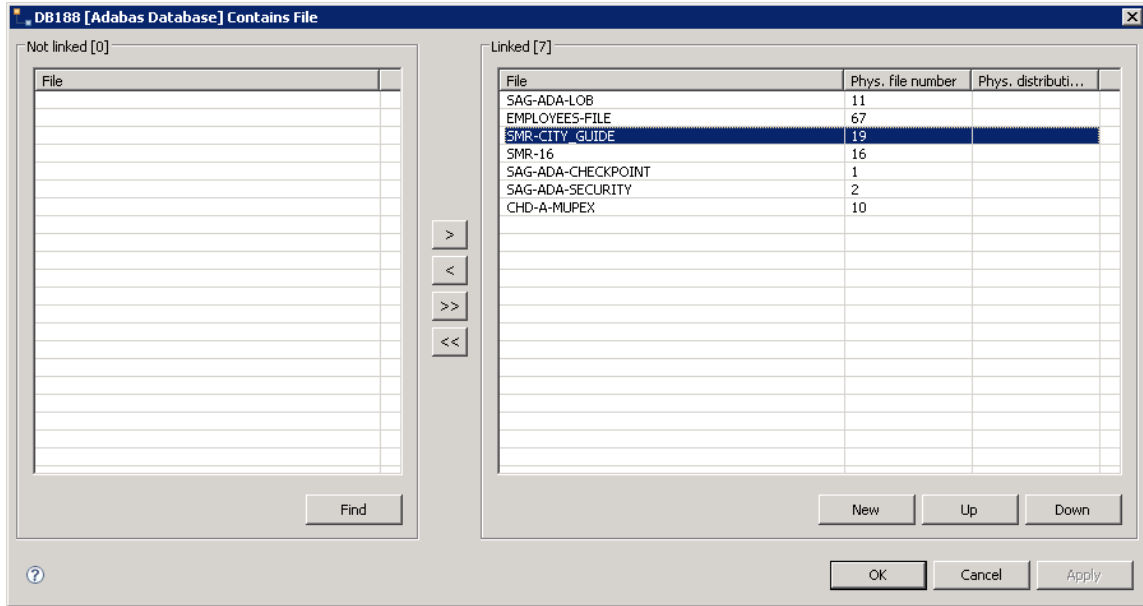 DB188 [Adabas Database] Contains File
Not linked [0]
File
Linked [7]
File Phys. file number Phys. distributi...
SAG-ADA-LOB 11
EMPLOYEES-FILE 67
SMR-CITY_GUIDE 19
SMR-16 16
SAG-ADA-CHECKPOINT 1
SAG-ADA-SECURITY 2
CHD-A-MUPEX 10
>
<
>>
<<
Find
New Up Down
? OK Cancel Apply